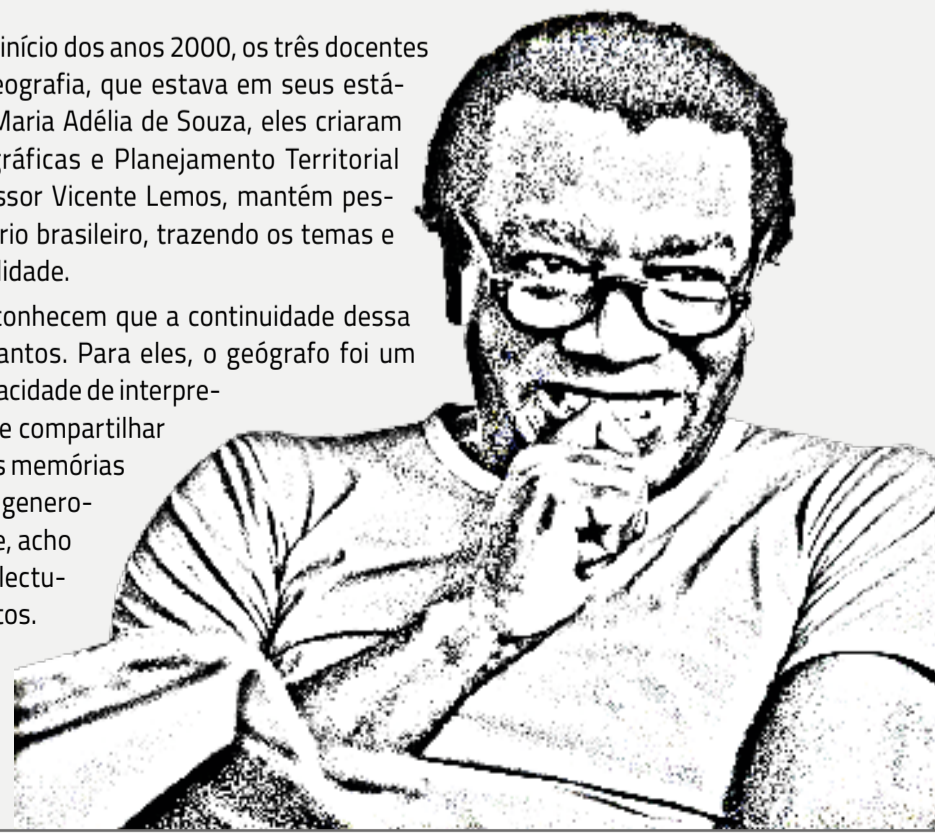 início dos anos 2000, os três docentes
eografia, que estava em seus está-
Maria Adélia de Souza, eles criaram
gráficas e Planejamento Territorial
ssor Vicente Lemos, mantém pes-
rio brasileiro, trazendo os temas e
lidade.
conhecem que a continuidade dessa
antos. Para eles, o geógrafo foi um
acidade de interpre-
e compartilhar
s memórias
genero-
e, acho
lectu-
tos.